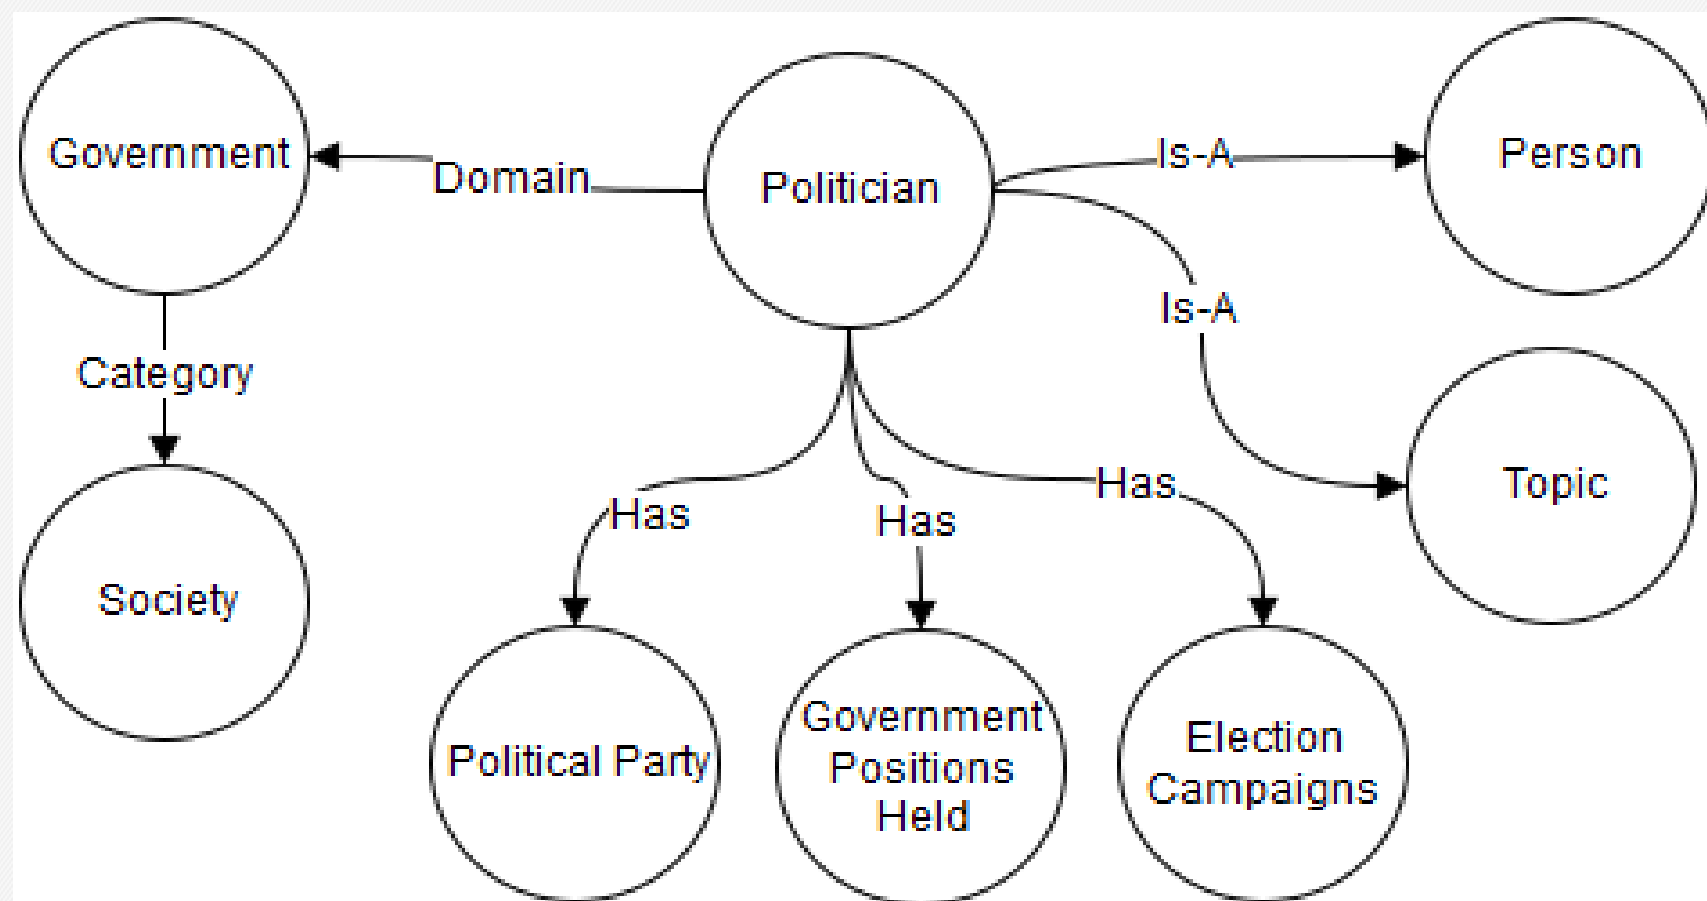 Government
Domain
Politician
Is-A
Person
Is-A
Category
Has
Has
Has
Topic
Society
Political Party
Government
Positions
Held
Election
Campaigns